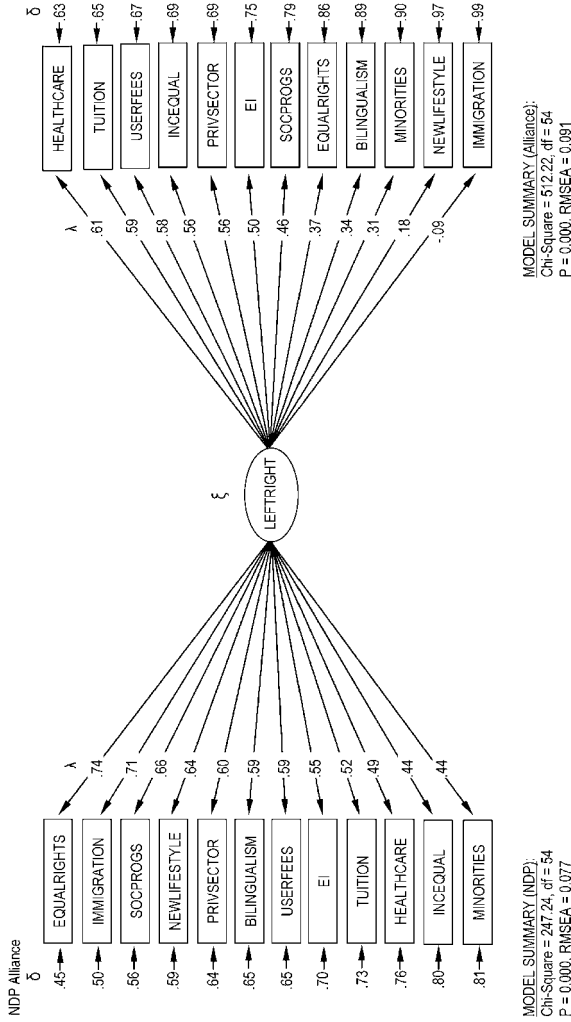 NDP Alliance
δ
.45 EQUALRIGHTS
.50 IMMIGRATION
.56 SOCPROGS
.59 NEWLIFESTYLE
.64 PRIVSECTOR
.65 BILINGUALISM
.65 USERFEES
.70 EI
.73 TUITION
.76 HEALTHCARE
.80 INCEQUAL
.81 MINORITIES
λ
.74
.71
.66
.64
.60
.59
.59
.55
.52
.49
.44
.44
ξ
LEFTRIGHT
λ
.61
.59
.58
.56
.56
.50
.46
.37
.34
.31
.18
-.09
δ
HEALTHCARE .63
TUITION .65
USERFEES .67
INCEQUAL .69
PRIVSECTOR .69
EI .75
SOCPROGS .79
EQUALRIGHTS .86
BILINGUALISM .89
MINORITIES .90
NEWLIFESTYLE .97
IMMIGRATION .99
MODEL SUMMARY (NDP):
Chi-Square = 247.24, df = 54
P = 0.000, RMSEA = 0.077
MODEL SUMMARY (Alliance):
Chi-Square = 512.22, df = 54
P = 0.000, RMSEA = 0.091